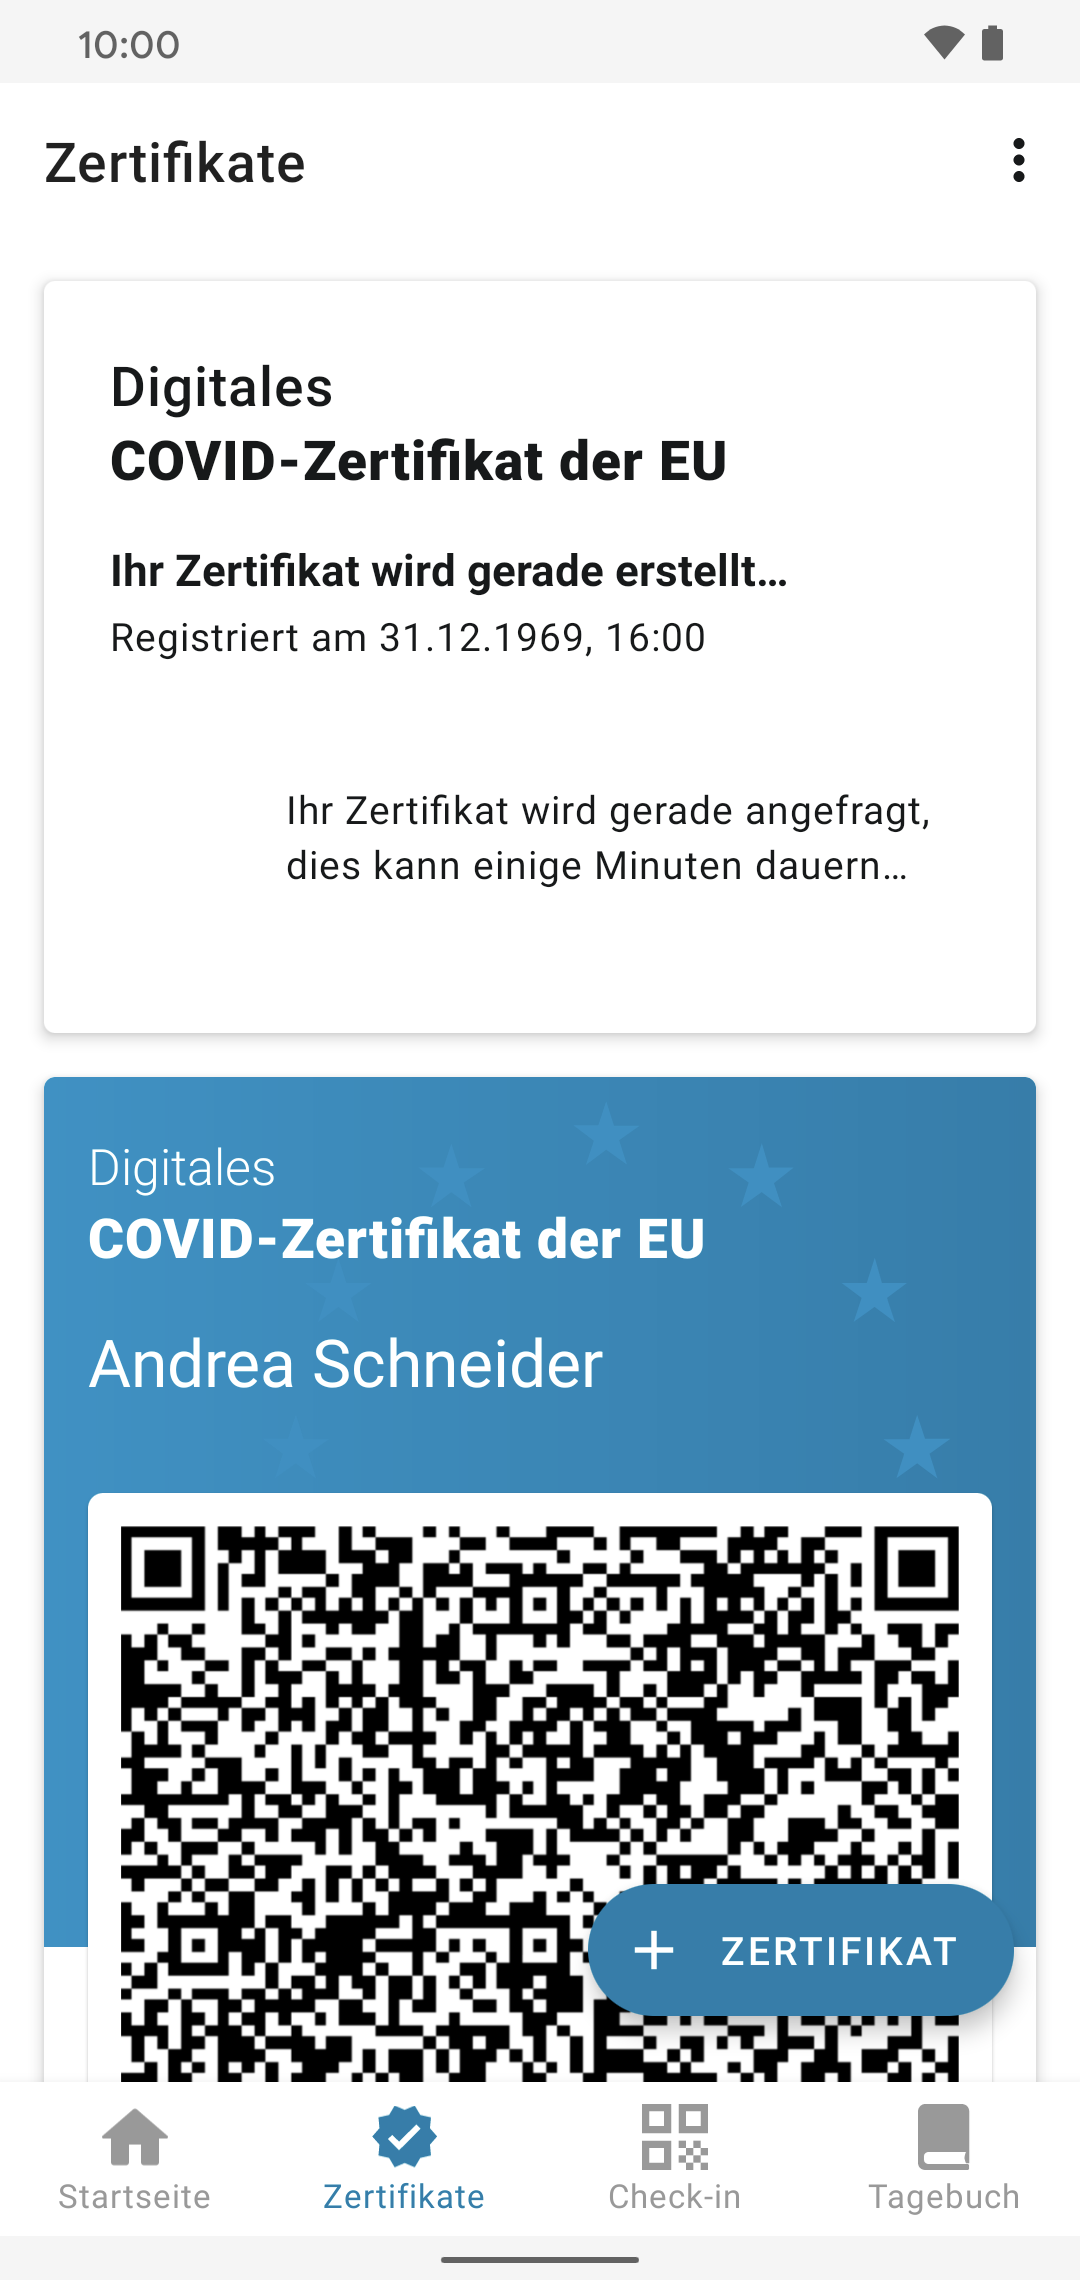 10:00
Zertifikate
Digitales
COVID-Zertifikat der EU
Ihr Zertifikat wird gerade erstellt…
Registriert am 31.12.1969, 16:00
Ihr Zertifikat wird gerade angefragt,
dies kann einige Minuten dauern…
Digitales
COVID-Zertifikat der EU
Andrea Schneider
ZERTIFIKAT
Startseite
Zertifikate
Check-in
Tagebuch